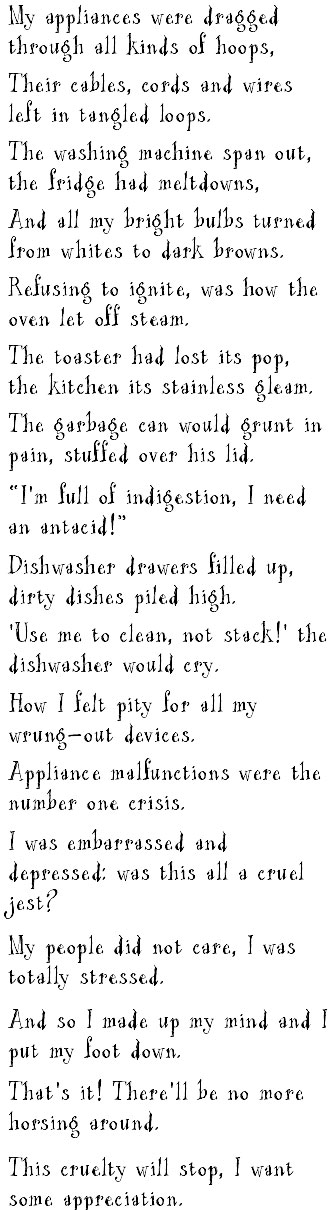 My appliances were dragged
through all kinds of hoops,
Their cables, cords and wires
left in tangled loops.
The washing machine span out,
the fridge had meltdowns,
And all my bright bulbs turned
from whites to dark browns.
Refusing to ignite, was how the
oven let off steam.
The toaster had lost its pop,
the kitchen its stainless gleam.
The garbage can would grunt in
pain, stuffed over his lid.
"I'm full of indigestion, I need
an antacid!"
Dishwasher drawers filled up,
dirty dishes piled high.
'Use me to clean, not stack!' the
dishwasher would cry.
How I felt pity for all my
wrung-out devices.
Appliance malfunctions were the
number one crisis.
I was embarrassed and
depressed: was this all a cruel
jest?
My people did not care, I was
totally stressed.
And so I made up my mind and I
put my foot down.
That's it! There'll be no more
horsing around.
This cruelty will stop, I want
some appreciation.